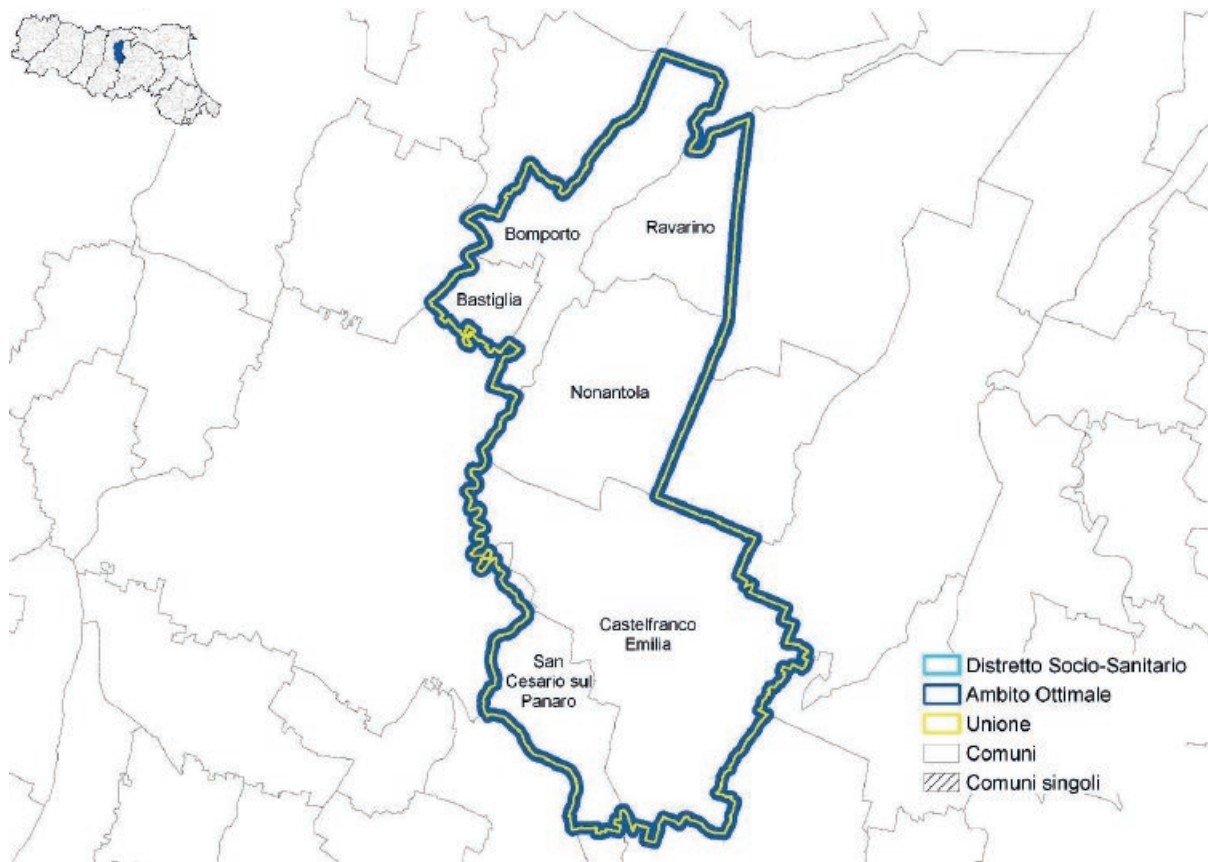 Bomporto
Ravarino
Bastiglia
Nonantola
Castelfranco
Emilia
San
Cesario sul
Panaro
Distretto Socio-Sanitario
Ambito Ottimale
Unione
Comuni
Comuni singoli